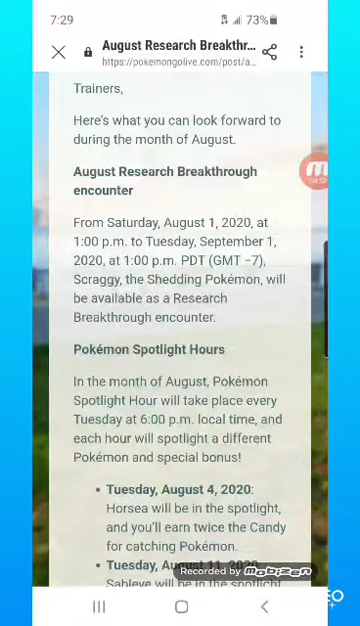 7:29
73%
August Research Breakthr...
https://pokemongolive.com/post/a...
Trainers,
Here's what you can look forward to
during the month of August.
August Research Breakthrough
encounter
From Saturday, August 1, 2020, at
1:00 p.m. to Tuesday, September 1,
2020, at 1:00 p.m. PDT (GMT −7),
Scraggy, the Shedding Pokémon, will
be available as a Research
Breakthrough encounter.
Pokémon Spotlight Hours
In the month of August, Pokémon
Spotlight Hour will take place every
Tuesday at 6:00 p.m. local time, and
each hour will spotlight a different
Pokémon and special bonus!
• Tuesday, August 4, 2020:
Horsea will be in the spotlight,
and you'll earn twice the Candy
for catching Pokémon.
• Tuesday, August 11, 2020
Sableye will be in the spotlight
Recorded by mobizen